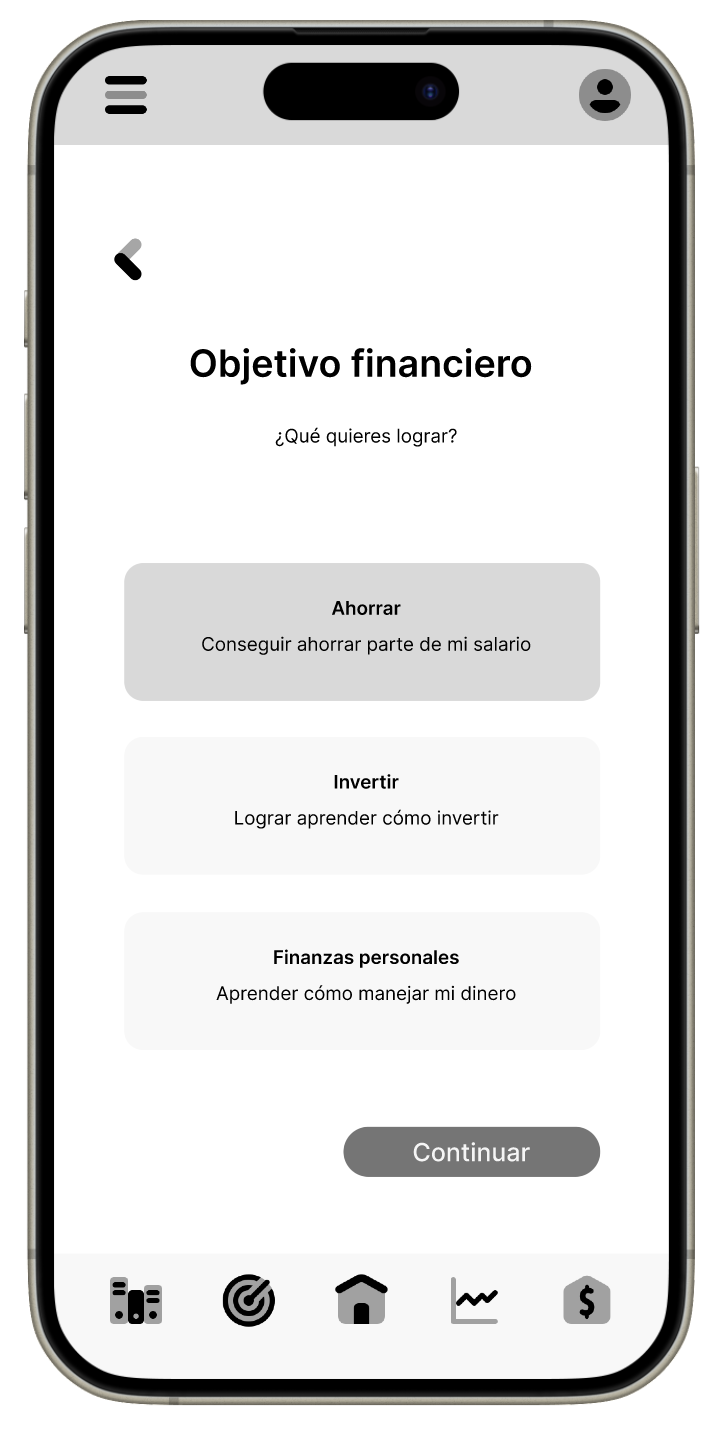 Objetivo financiero
¿Qué quieres lograr?
Ahorrar
Conseguir ahorrar parte de mi salario
Invertir
Lograr aprender cómo invertir
Finanzas personales
Aprender cómo manejar mi dinero
Continuar
$